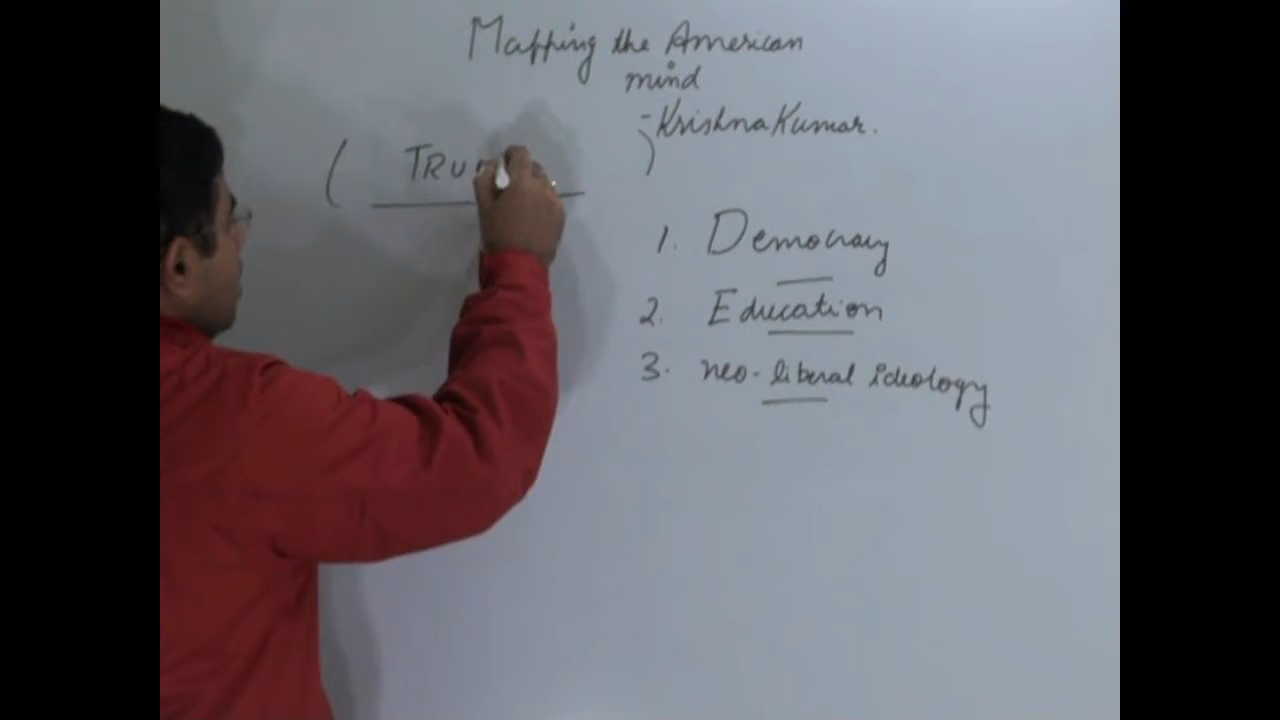 Mapping the American
mind
- Krishna Kumar.
( )
1. Democracy
2. Education
3. neo-liberal ideology